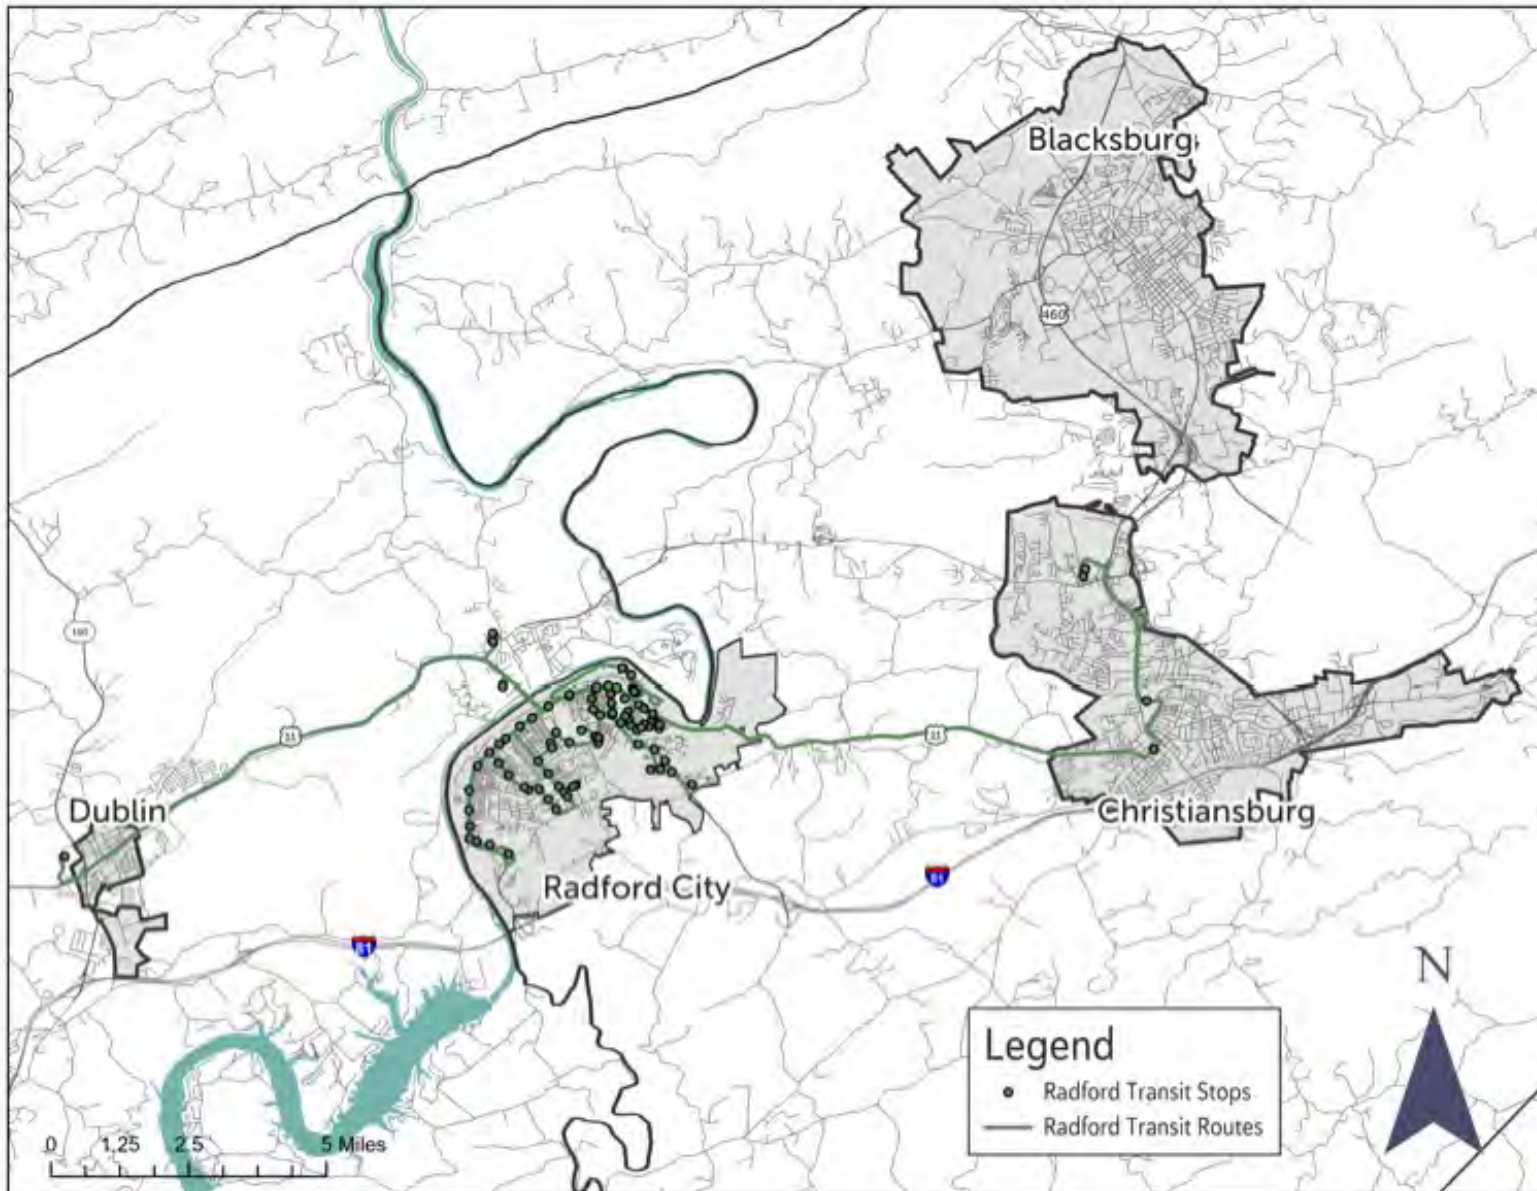 Blacksburg
460
11
11
Dublin
Christiansburg
Radford City
81
81
N
Legend
Radford Transit Stops
Radford Transit Routes
0 1.25 2.5 5 Miles